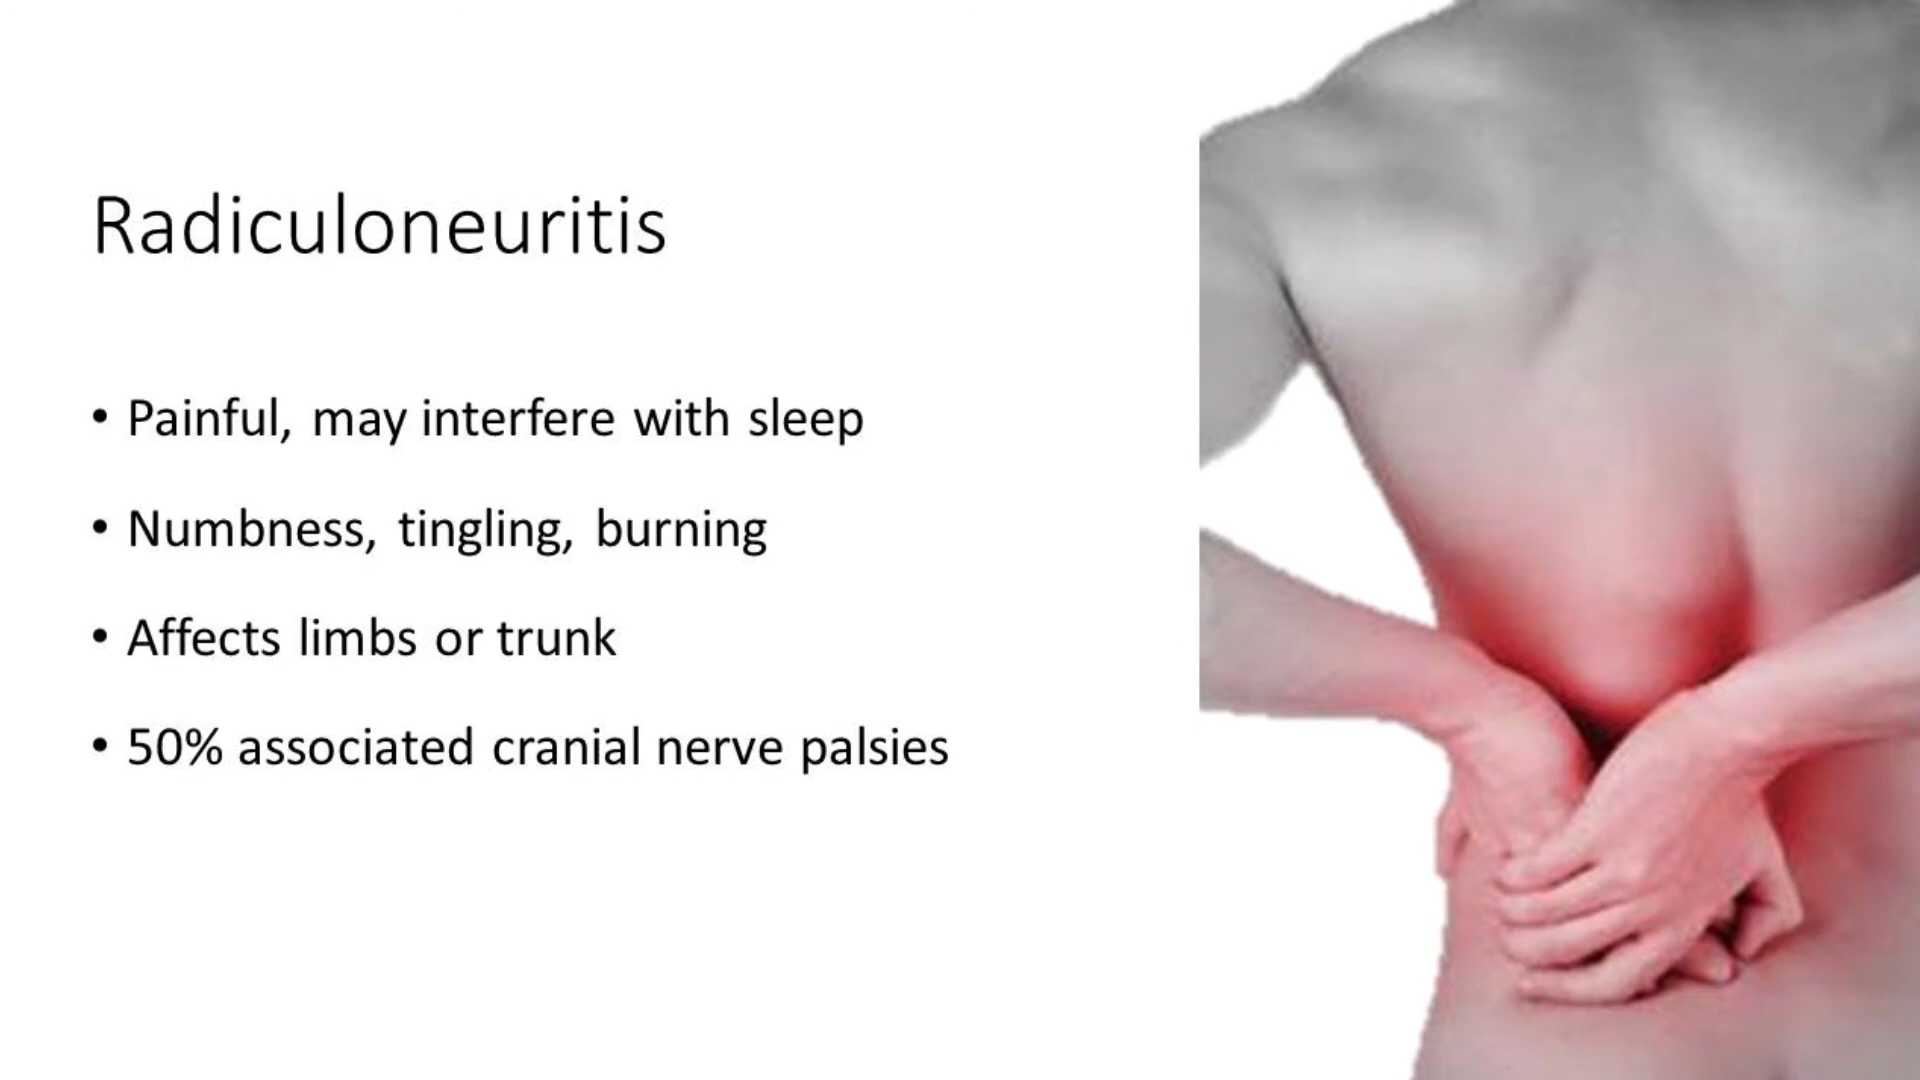 Radiculoneuritis
• Painful, may interfere with sleep
• Numbness, tingling, burning
• Affects limbs or trunk
• 50% associated cranial nerve palsies